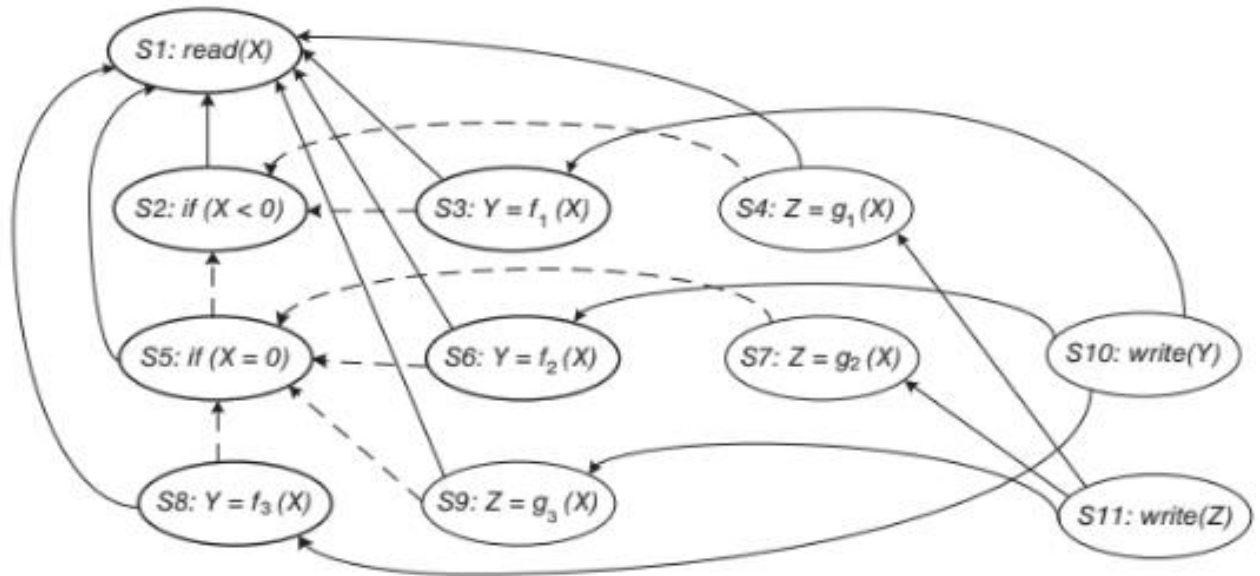 S1: read(X)
S2: if (X < 0)
S3: Y = f₁ (X)
S4: Z = g₁(X)
S5: if (X = 0)
S6: Y = f₂ (X)
S7: Z = g₂(X)
S10: write(Y)
S8: Y = f₃ (X)
S9: Z = g₃ (X)
S11: write(Z)